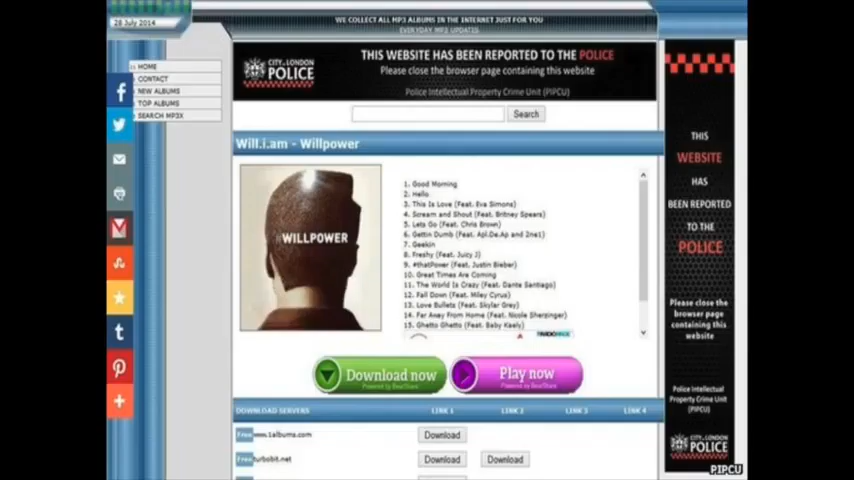 28 July 2014
WE COLLECT ALL MP3 ALBUMS IN THE INTERNET JUST FOR YOU
EVERYDAY MP3 UPDATES
HOME
CONTACT
NEW ALBUMS
TOP ALBUMS
SEARCH MP3X
CITY of LONDON
POLICE
THIS WEBSITE HAS BEEN REPORTED TO THE POLICE
Please close the browser page containing this website
Police Intellectual Property Crime Unit (PIPCU)
Search
Will.i.am - Willpower
WILLPOWER
1. Good Morning
2. Hello
3. This Is Love (Feat. Eva Simons)
4. Scream and Shout (Feat. Britney Spears)
5. Lets Go (Feat. Chris Brown)
6. Gettin Dumb (Feat. Apl.De.Ap and 2ne1)
7. Geekin
8. Freshy (Feat. Juicy J)
9. #thatPower (Feat. Justin Bieber)
10. Great Times Are Coming
11. The World Is Crazy (Feat. Dante Santiago)
12. Fall Down (Feat. Miley Cyrus)
13. Love Bullets (Feat. Skylar Grey)
14. Far Away From Home (Feat. Nicole Sherzinger)
15. Ghetto Ghetto (Feat. Baby Kaely)
Download now
Powered by BearShare
Play now
Powered by BearShare
DOWNLOAD SERVERS LINK 1 LINK 2 LINK 3 LINK 4
Free www.1albums.com Download
Free turbobit.net Download Download
THIS
WEBSITE
HAS
BEEN REPORTED
TO THE
POLICE
Please close the
browser page
containing this
website
Police Intellectual
Property Crime Unit
(PIPCU)
CITY of LONDON
POLICE
PIPCU